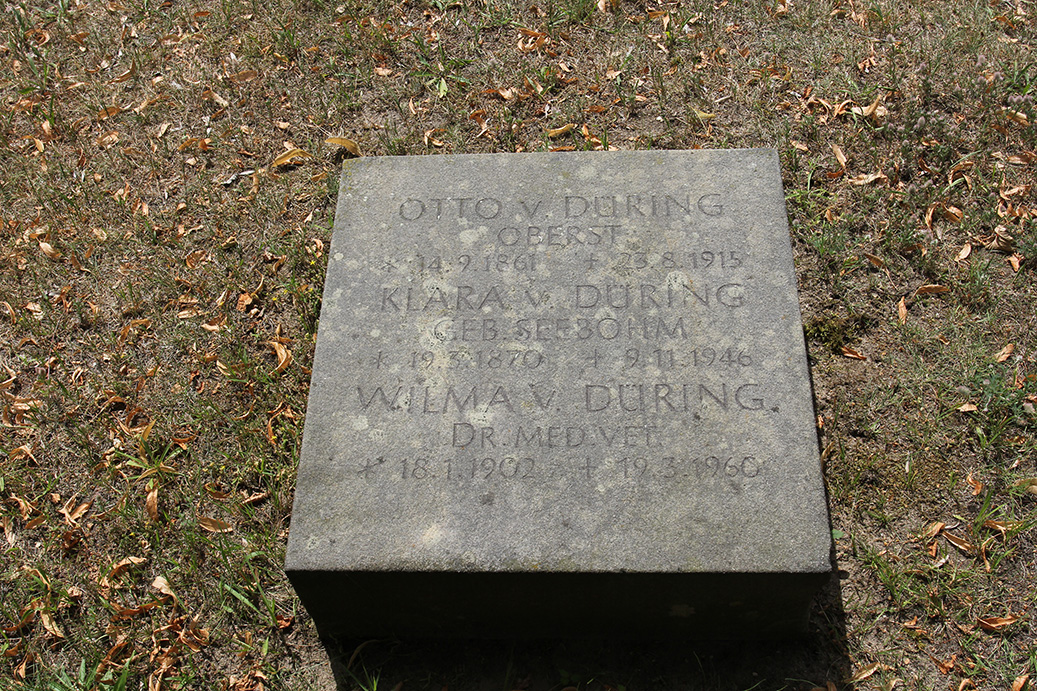 OTTO V. DÜRING
OBERST
* 14.9.1861 + 23.8.1915
KLARA V. DÜRING
GEB. SEEBOHM
* 19.3.1870 + 9.11.1946
WILMA V. DÜRING
DR. MED. VET.
* 18.1.1902 + 19.3.1960